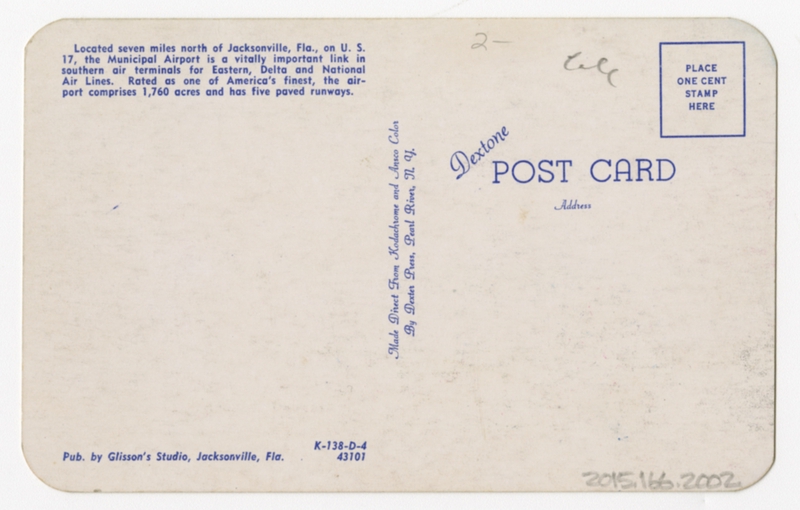 Located seven miles north of Jacksonville, Fla., on U. S.
17, the Municipal Airport is a vitally important link in
southern air terminals for Eastern, Delta and National
Air Lines. Rated as one of America's finest, the air-
port comprises 1,760 acres and has five paved runways.
2-
PLACE
ONE CENT
STAMP
HERE
Dextone
POST CARD
Address
Made Direct From Kodachrome and Ansco Color
By Dexter Press, Pearl River, N. Y.
K-138-D-4
Pub. by Glisson's Studio, Jacksonville, Fla. 43101
2015.166.2002